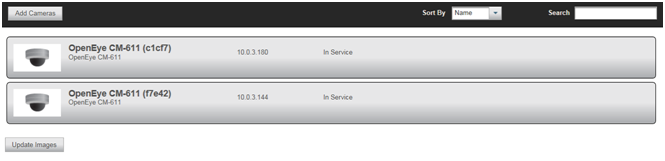 Add Cameras
Sort By Name Search
OpenEye CM-611 (c1cf7)
OpenEye CM-611
10.0.3.180
In Service
OpenEye CM-611 (f7e42)
OpenEye CM-611
10.0.3.144
In Service
Update Images